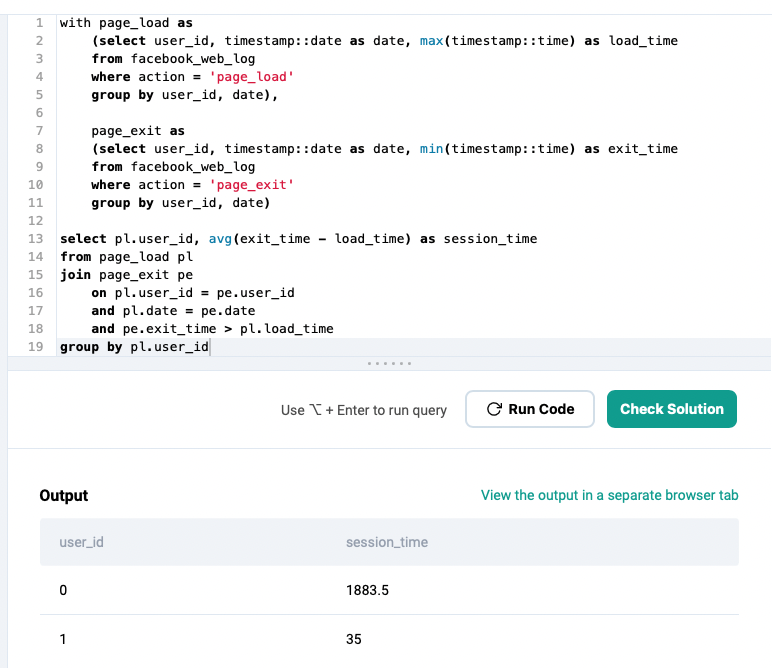 1 with page_load as
2 (select user_id, timestamp::date as date, max(timestamp::time) as load_time
3 from facebook_web_log
4 where action = 'page_load'
5 group by user_id, date),
6
7 page_exit as
8 (select user_id, timestamp::date as date, min(timestamp::time) as exit_time
9 from facebook_web_log
10 where action = 'page_exit'
11 group by user_id, date)
12
13 select pl.user_id, avg(exit_time - load_time) as session_time
14 from page_load pl
15 join page_exit pe
16 on pl.user_id = pe.user_id
17 and pl.date = pe.date
18 and pe.exit_time > pl.load_time
19 group by pl.user_id
Use ⌥ + Enter to run query Run Code Check Solution
Output View the output in a separate browser tab
user_id session_time
0 1883.5
1 35